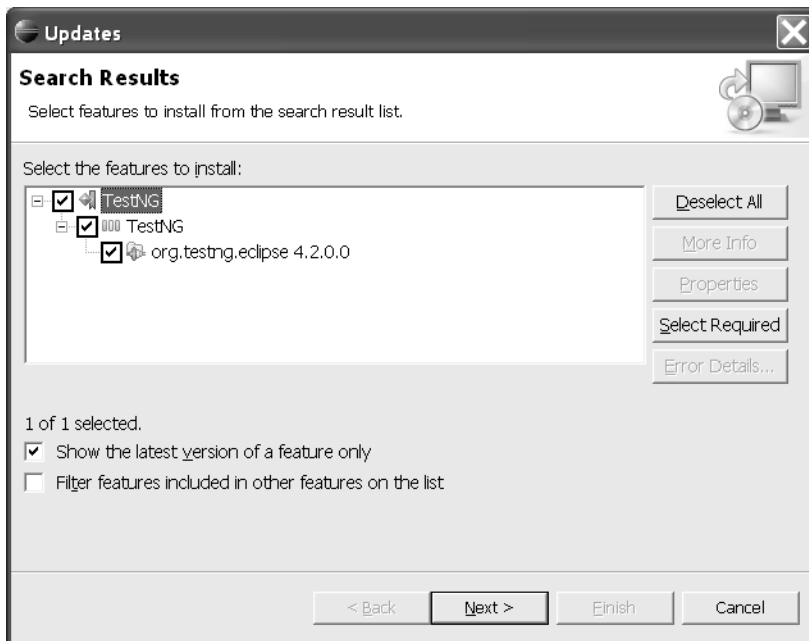 Updates
Search Results
Select features to install from the search result list.
Select the features to install:
TestNG
TestNG
org.testng.eclipse 4.2.0.0
Deselect All
More Info
Properties
Select Required
Error Details...
1 of 1 selected.
Show the latest version of a feature only
Filter features included in other features on the list
< Back Next > Finish Cancel